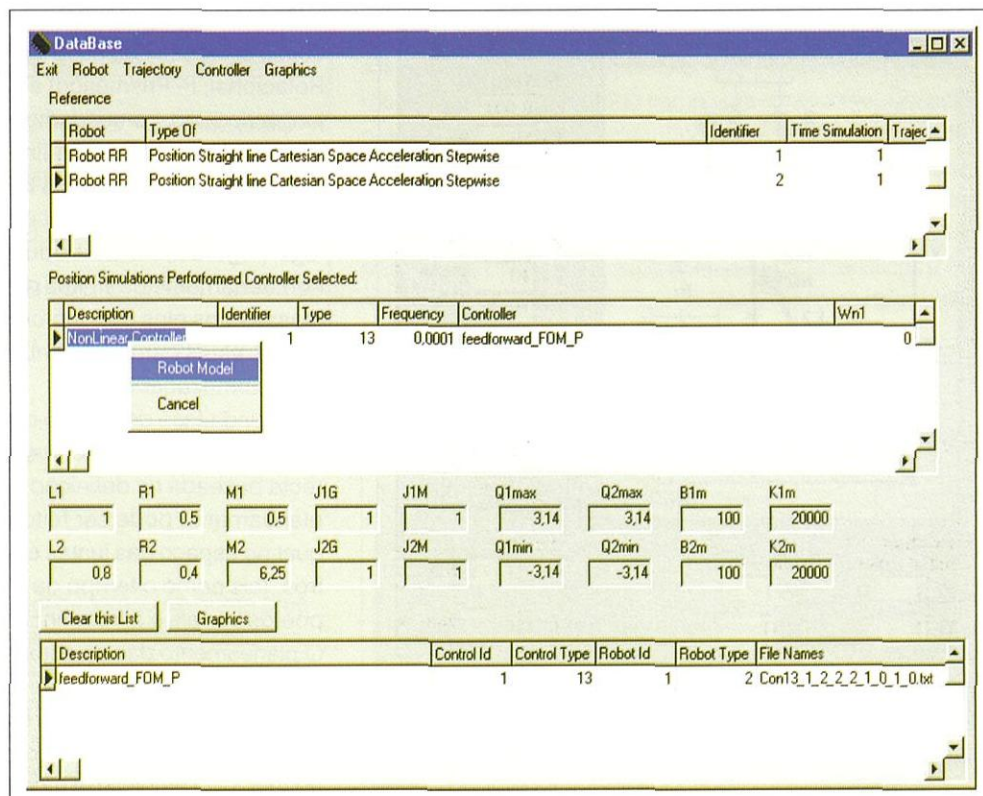 DataBase
Exit Robot Trajectory Controller Graphics
Reference
Robot Type Of Identifier Time Simulation Trajec
Robot RR Position Straight line Cartesian Space Acceleration Stepwise 1 1
Robot RR Position Straight line Cartesian Space Acceleration Stepwise 2 1
Position Simulations Perforformed Controller Selected:
Description Identifier Type Frequency Controller Wn1
NonLinear Controller 1 13 0,0001 feedforward_FOM_P 0
Robot Model
Cancel
L1 R1 M1 J1G J1M Q1max Q2max B1m K1m
1 0,5 0,5 1 1 3,14 3,14 100 20000
L2 R2 M2 J2G J2M Q1min Q2min B2m K2m
0,8 0,4 6,25 1 1 -3,14 -3,14 100 20000
Clear this List Graphics
Description Control Id Control Type Robot Id Robot Type File Names
feedforward_FOM_P 1 13 1 2 Con13_1_2_2_2_1_0_1_0.txt